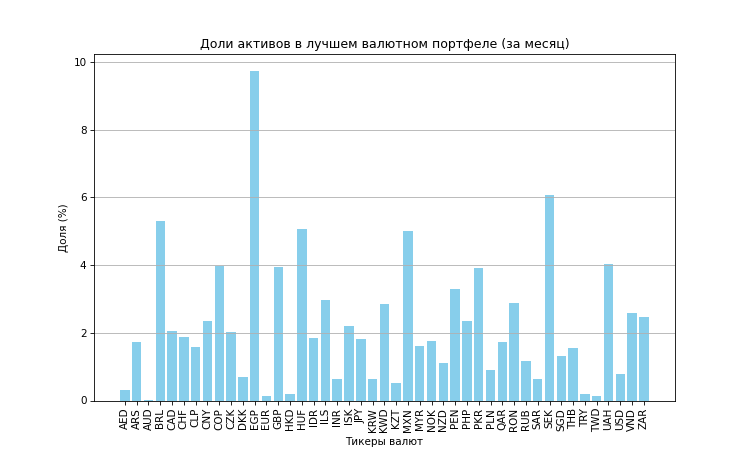 Доли активов в лучшем валютном портфеле (за месяц)
10
8
6
4
2
0
Доля (%)
AED ARS AUD BRL CAD CHF CLP CNY COP CZK DKK EGP EUR GBP HKD HUF IDR ILS INR ISK JPY KRW KWD KZT MXN MYR NOK NZD PEN PHP PKR PLN QAR RON RUB SAR SEK SGD THB TRY TWD UAH USD VND ZAR
Тикеры валют